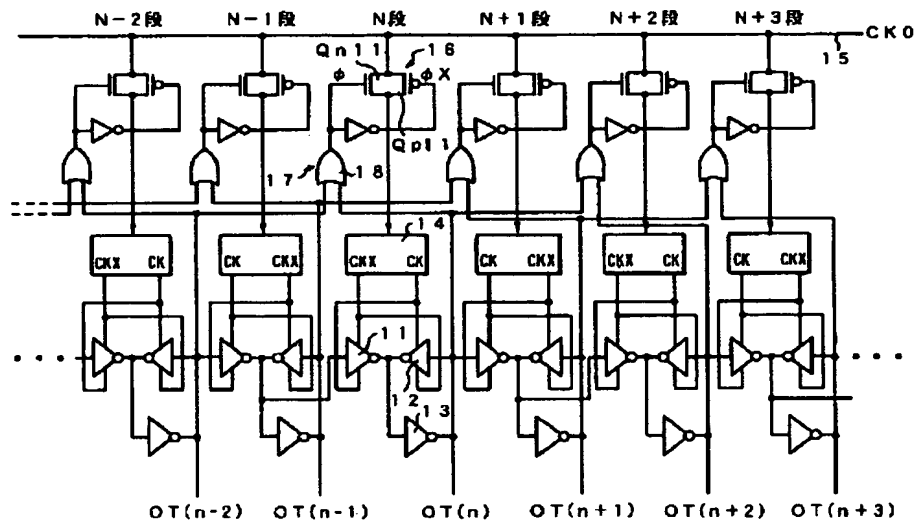 N-2段 N-1段 N段 N+1段 N+2段 N+3段
CK0
15
Qn11 16
φ φX
Qp11
17 18
14
CKX CK CK CKX CKX CK CK CKX CKX CK CK CKX
11
12
13
OT(n-2) OT(n-1) OT(n) OT(n+1) OT(n+2) OT(n+3)